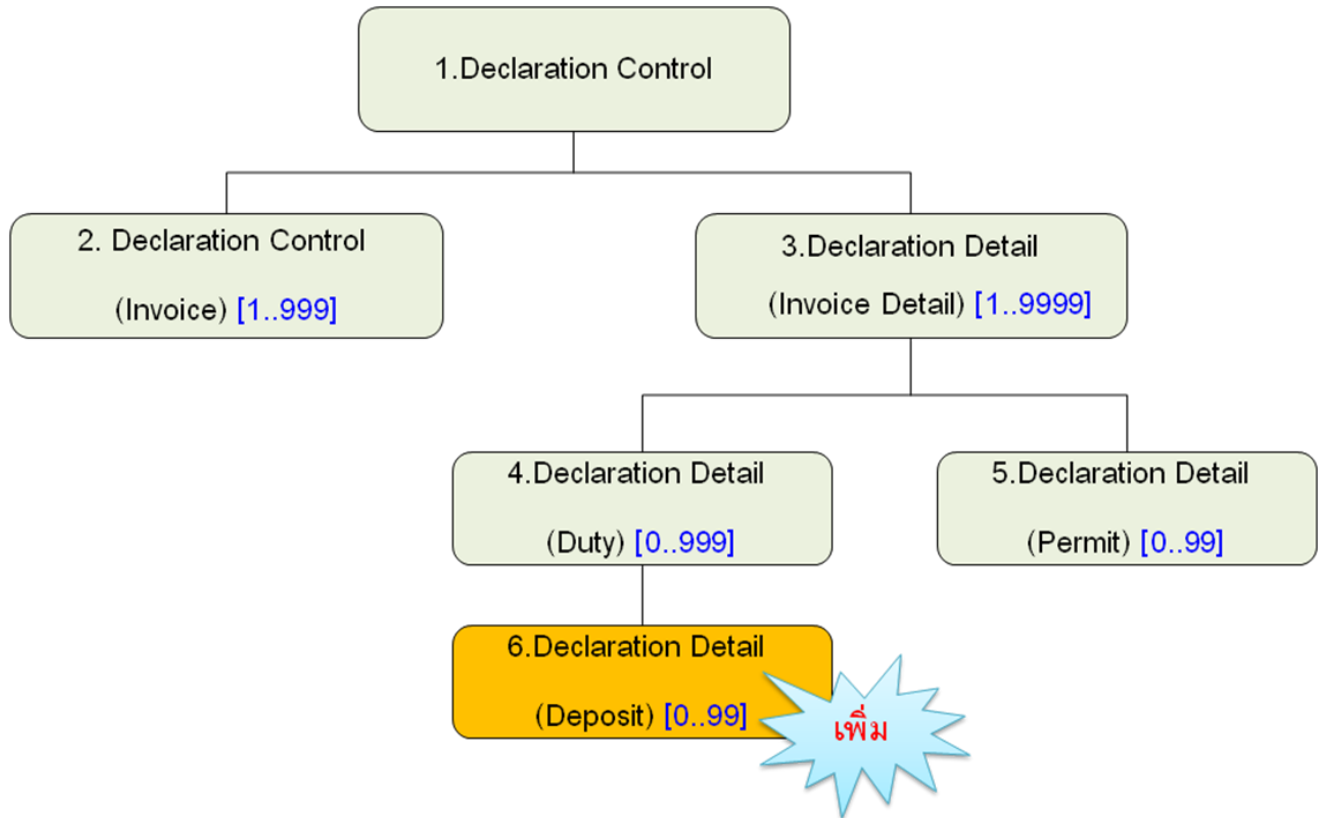 1.Declaration Control
2. Declaration Control
(Invoice) [1..999]
3.Declaration Detail
(Invoice Detail) [1..9999]
4.Declaration Detail
(Duty) [0..999]
5.Declaration Detail
(Permit) [0..99]
6.Declaration Detail
(Deposit) [0..99]
เพิ่ม